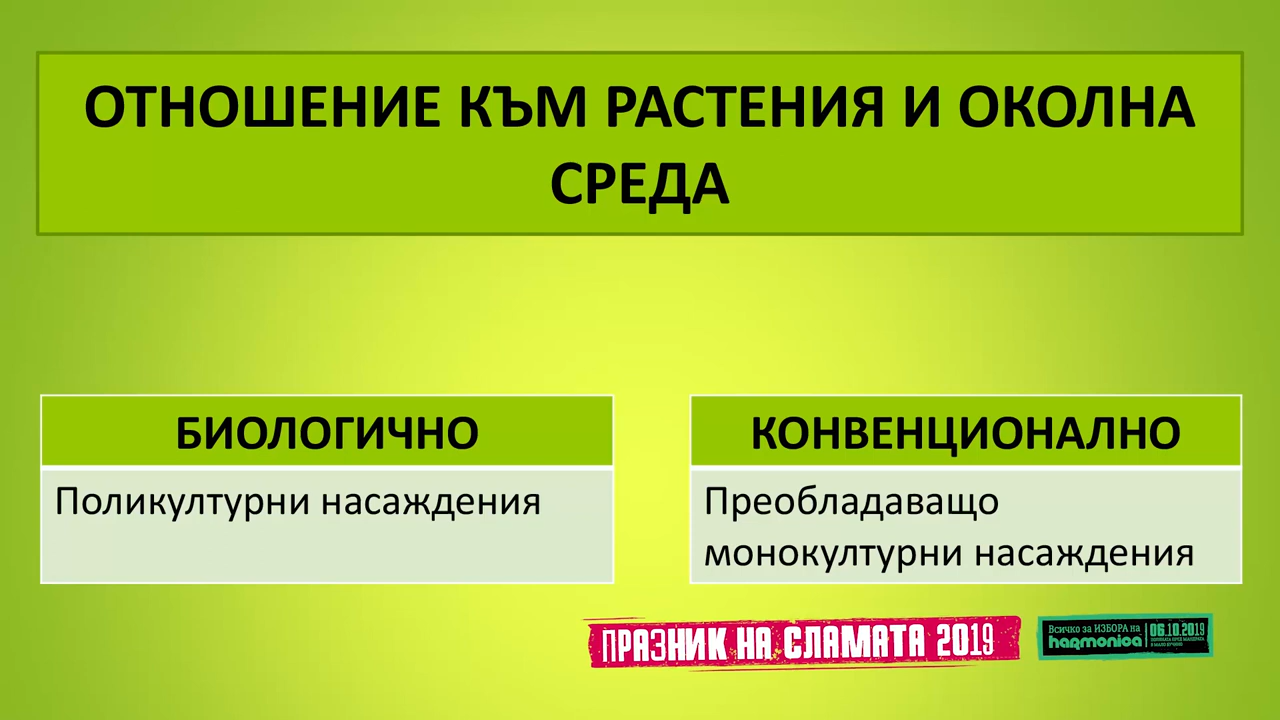 ОТНОШЕНИЕ КЪМ РАСТЕНИЯ И ОКОЛНА
СРЕДА
БИОЛОГИЧНО
Поликултурни насаждения
КОНВЕНЦИОНАЛНО
Преобладаващо
монокултурни насаждения
ПРАЗНИК НА СЛАМАТА 2019
Всичко за ИЗБОРА на
harmonica
06.10.2019